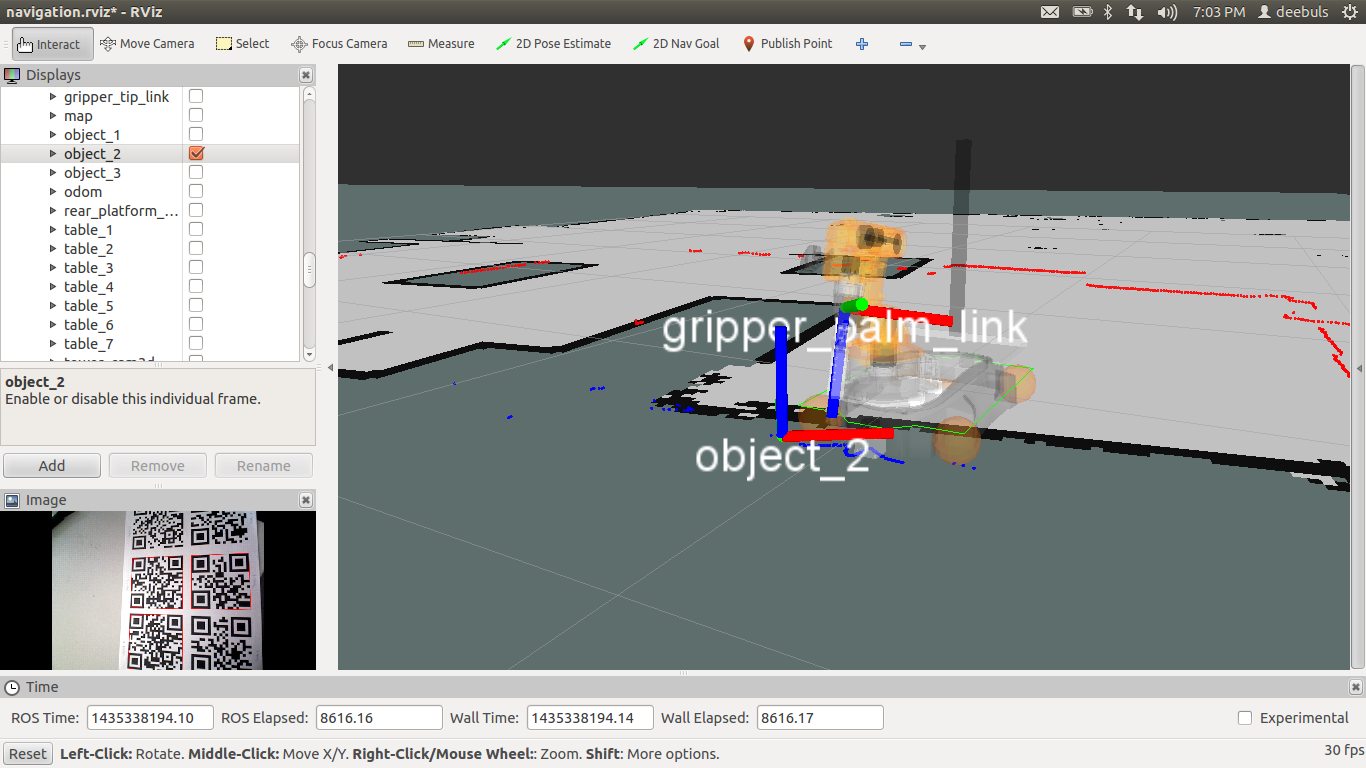 navigation.rviz* - RViz
7:03 PM deebuls
Interact Move Camera Select Focus Camera Measure 2D Pose Estimate 2D Nav Goal Publish Point
Displays
gripper_tip_link
map
object_1
object_2
object_3
odom
rear_platform_...
table_1
table_2
table_3
table_4
table_5
table_6
table_7
object_2
Enable or disable this individual frame.
Add Remove Rename
Image
gripper_palm_link
object_2
Time
ROS Time: 1435338194.10 ROS Elapsed: 8616.16 Wall Time: 1435338194.14 Wall Elapsed: 8616.17 Experimental
Reset Left-Click: Rotate. Middle-Click: Move X/Y. Right-Click/Mouse Wheel:: Zoom. Shift: More options. 30 fps